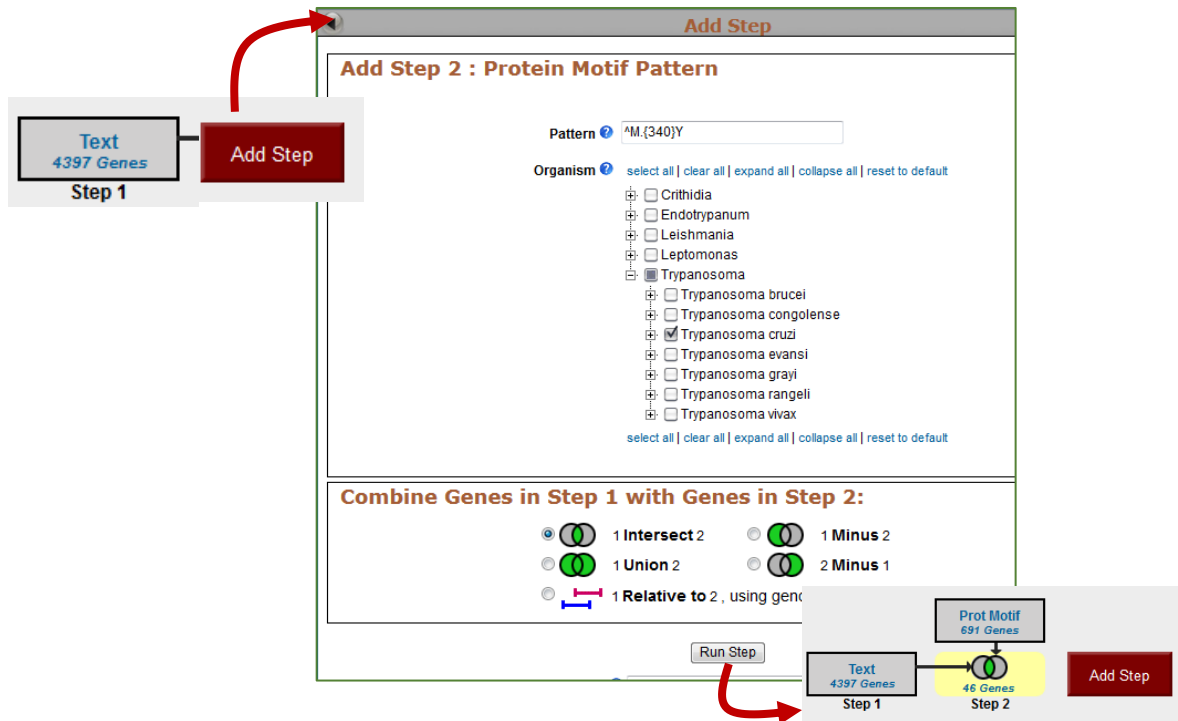 Add Step
Add Step 2 : Protein Motif Pattern
Text
4397 Genes
Step 1
Add Step
Pattern ? ^M.{340}Y
Organism ? select all | clear all | expand all | collapse all | reset to default
Crithidia
Endotrypanum
Leishmania
Leptomonas
Trypanosoma
Trypanosoma brucei
Trypanosoma congolense
Trypanosoma cruzi
Trypanosoma evansi
Trypanosoma grayi
Trypanosoma rangeli
Trypanosoma vivax
select all | clear all | expand all | collapse all | reset to default
Combine Genes in Step 1 with Genes in Step 2:
1 Intersect 2 1 Minus 2
1 Union 2 2 Minus 1
1 Relative to 2 , using
Run Step
Prot Motif
691 Genes
Text
4397 Genes
Step 1
46 Genes
Step 2
Add Step